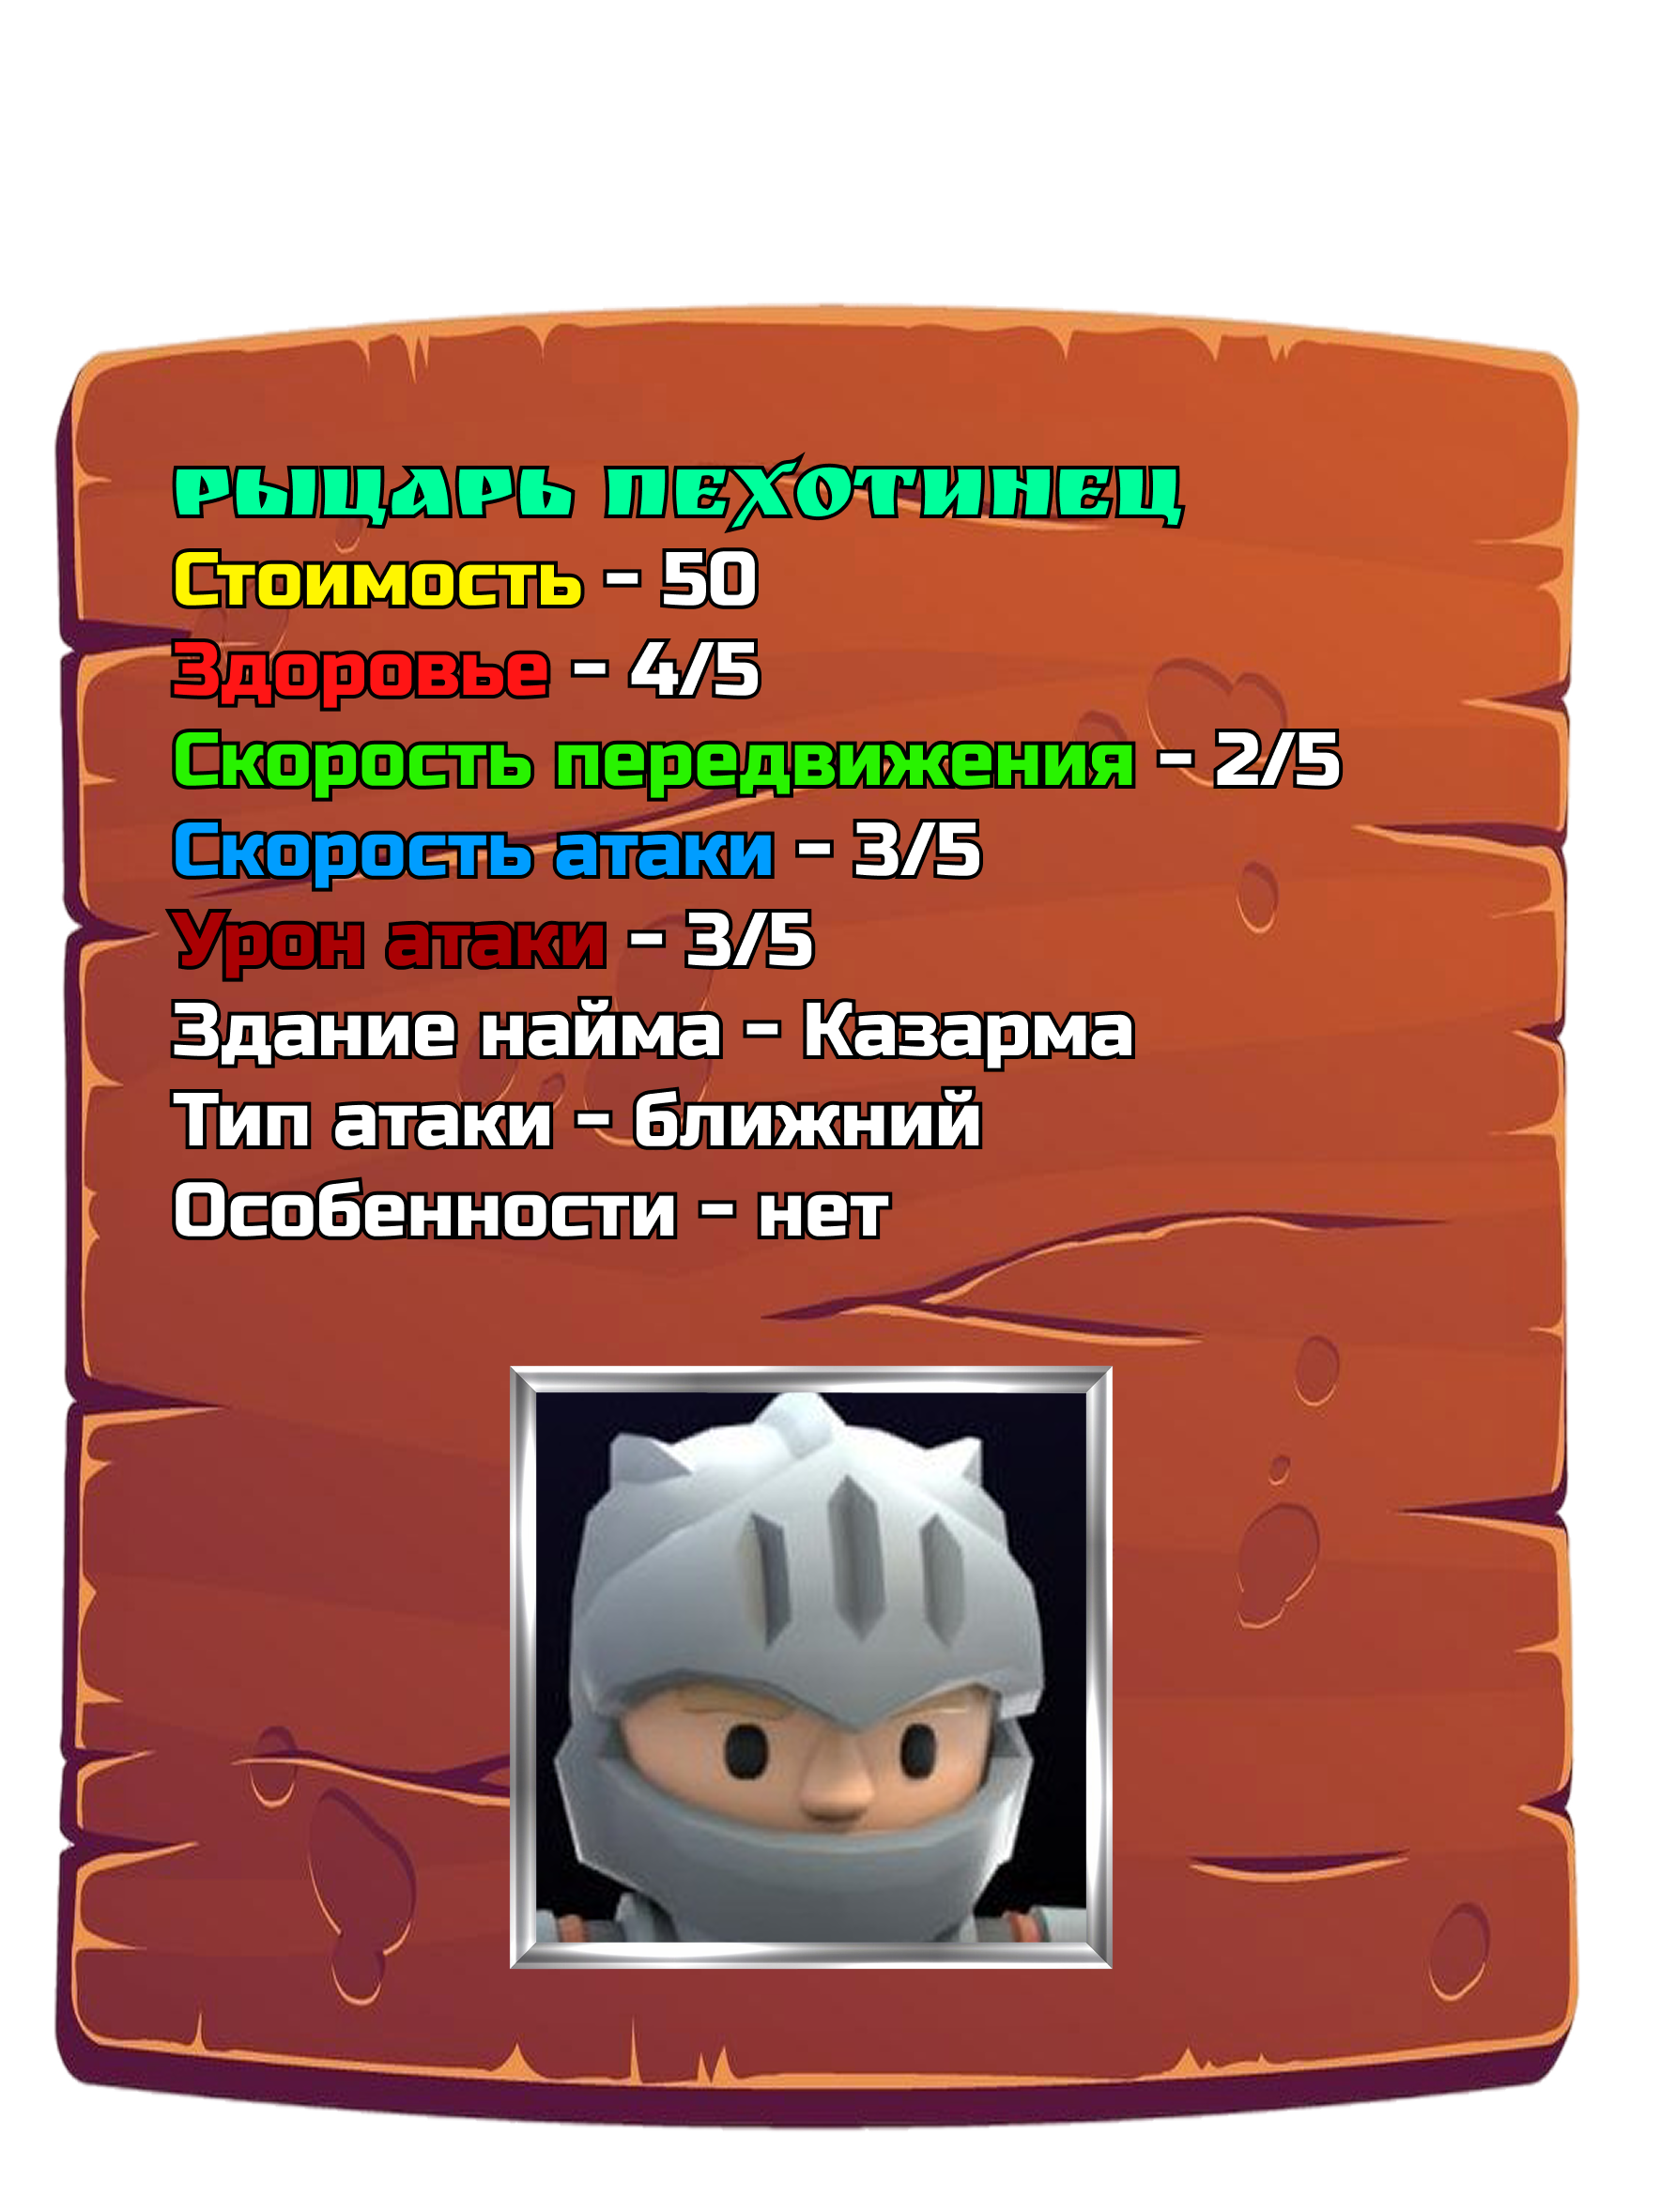 РЫЦАРЬ ПЕХОТИНЕЦ
Стоимость - 50
Здоровье - 4/5
Скорость передвижения - 2/5
Скорость атаки - 3/5
Урон атаки - 3/5
Здание найма - Казарма
Тип атаки - ближний
Особенности - нет